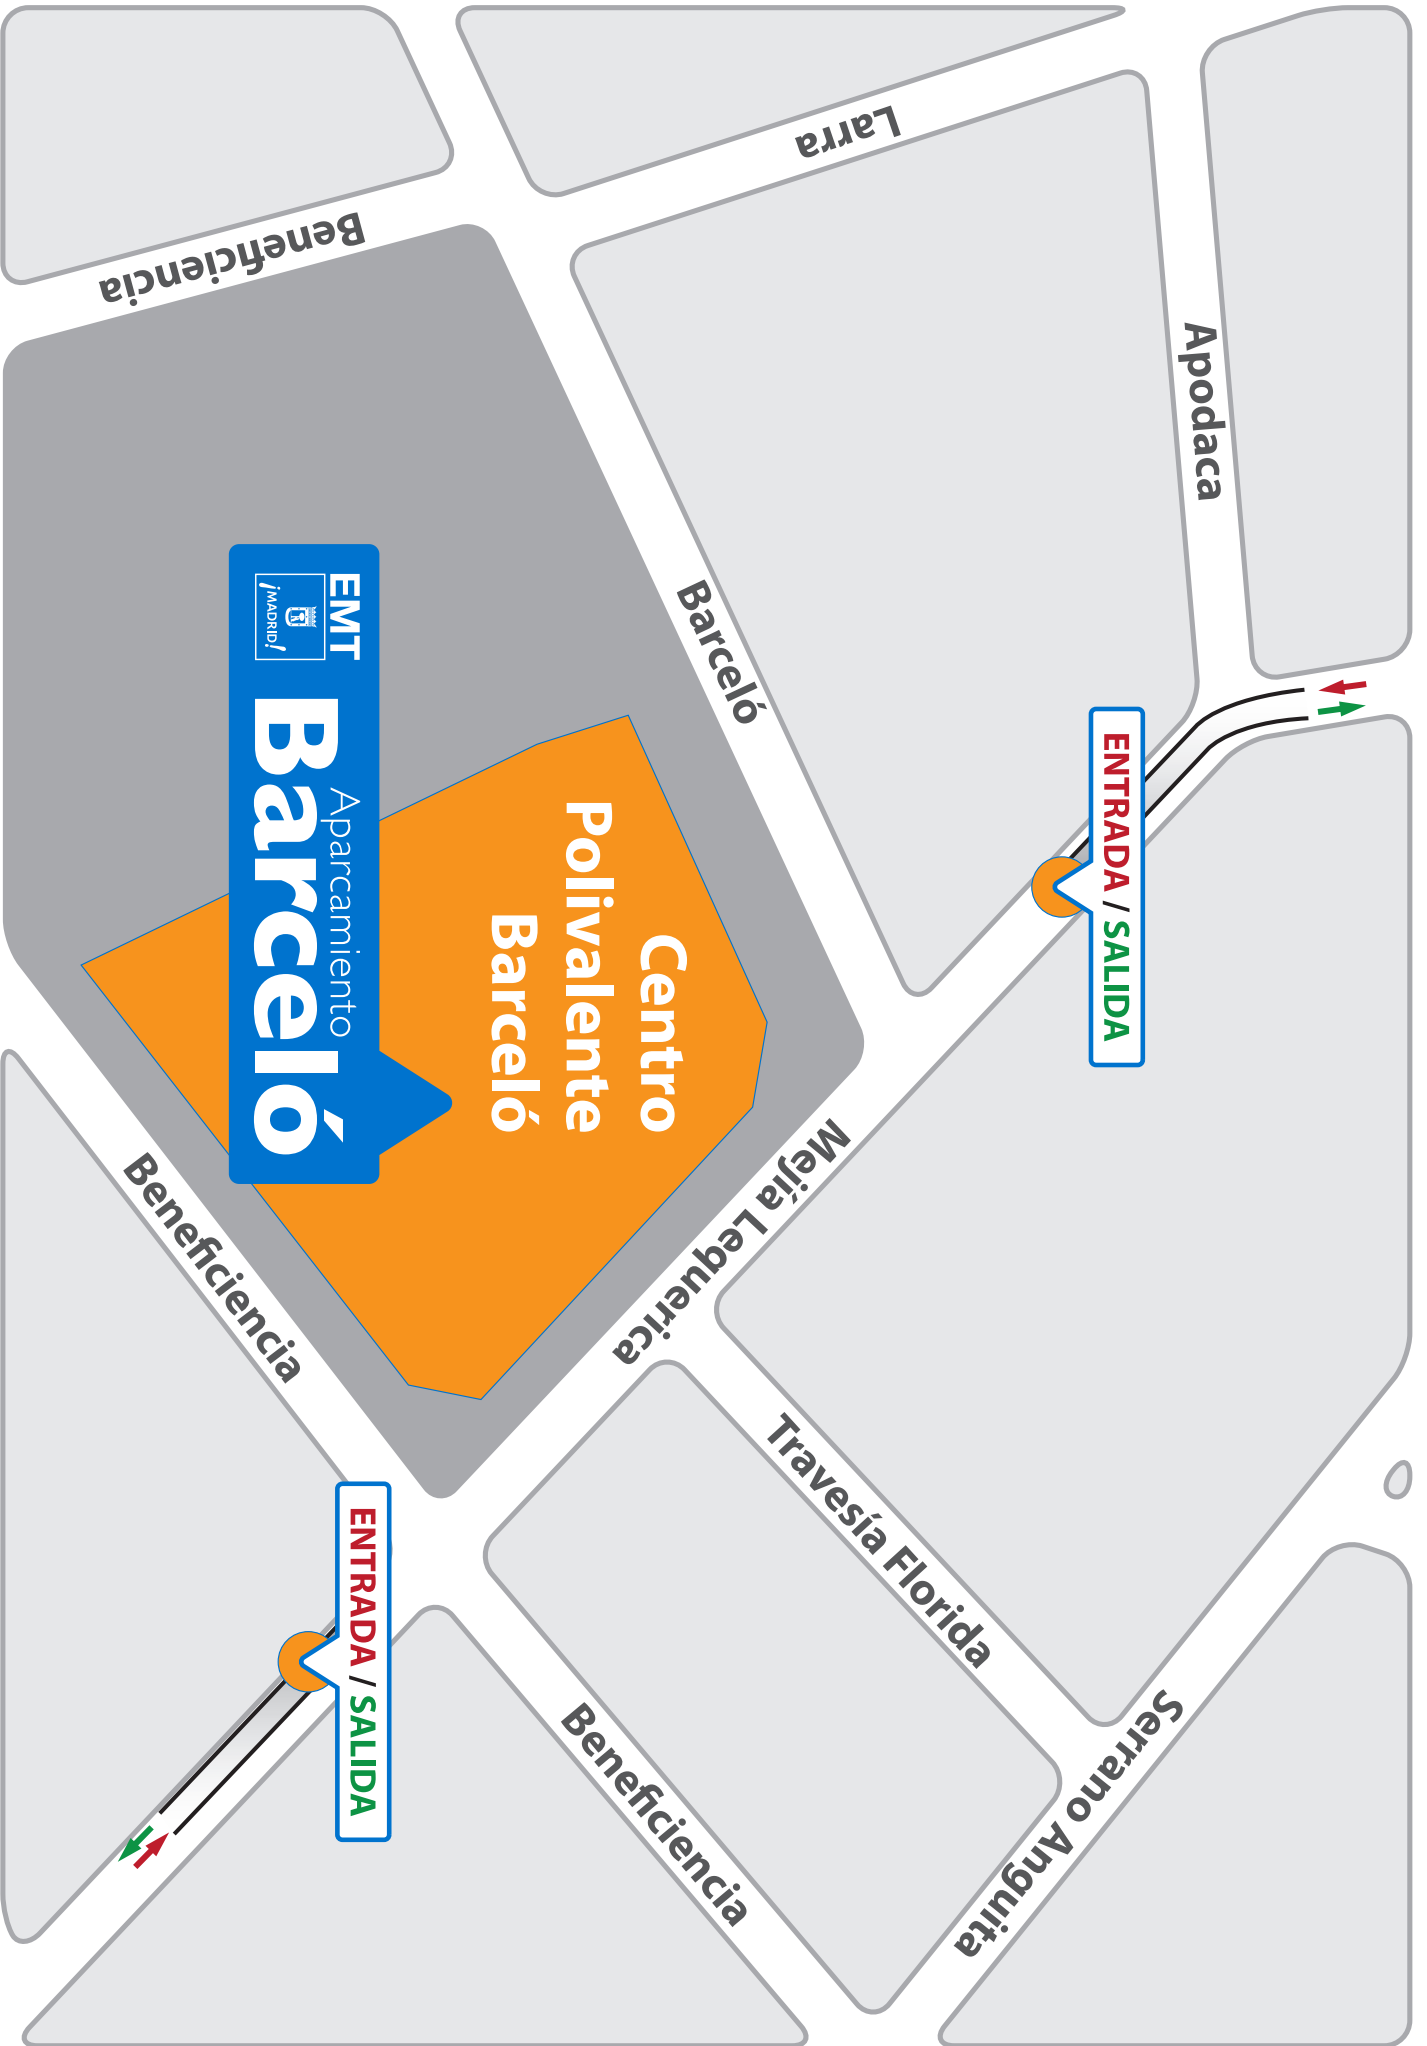 Larra
Beneficiencia
Apodaca
Barceló
ENTRADA / SALIDA
EMT
¡MADRID!
Aparcamiento
Barceló
Centro
Polivalente
Barceló
Mejía Lequerica
Beneficiencia
Travesía Florida
ENTRADA / SALIDA
Beneficiencia
Serrano Anguita